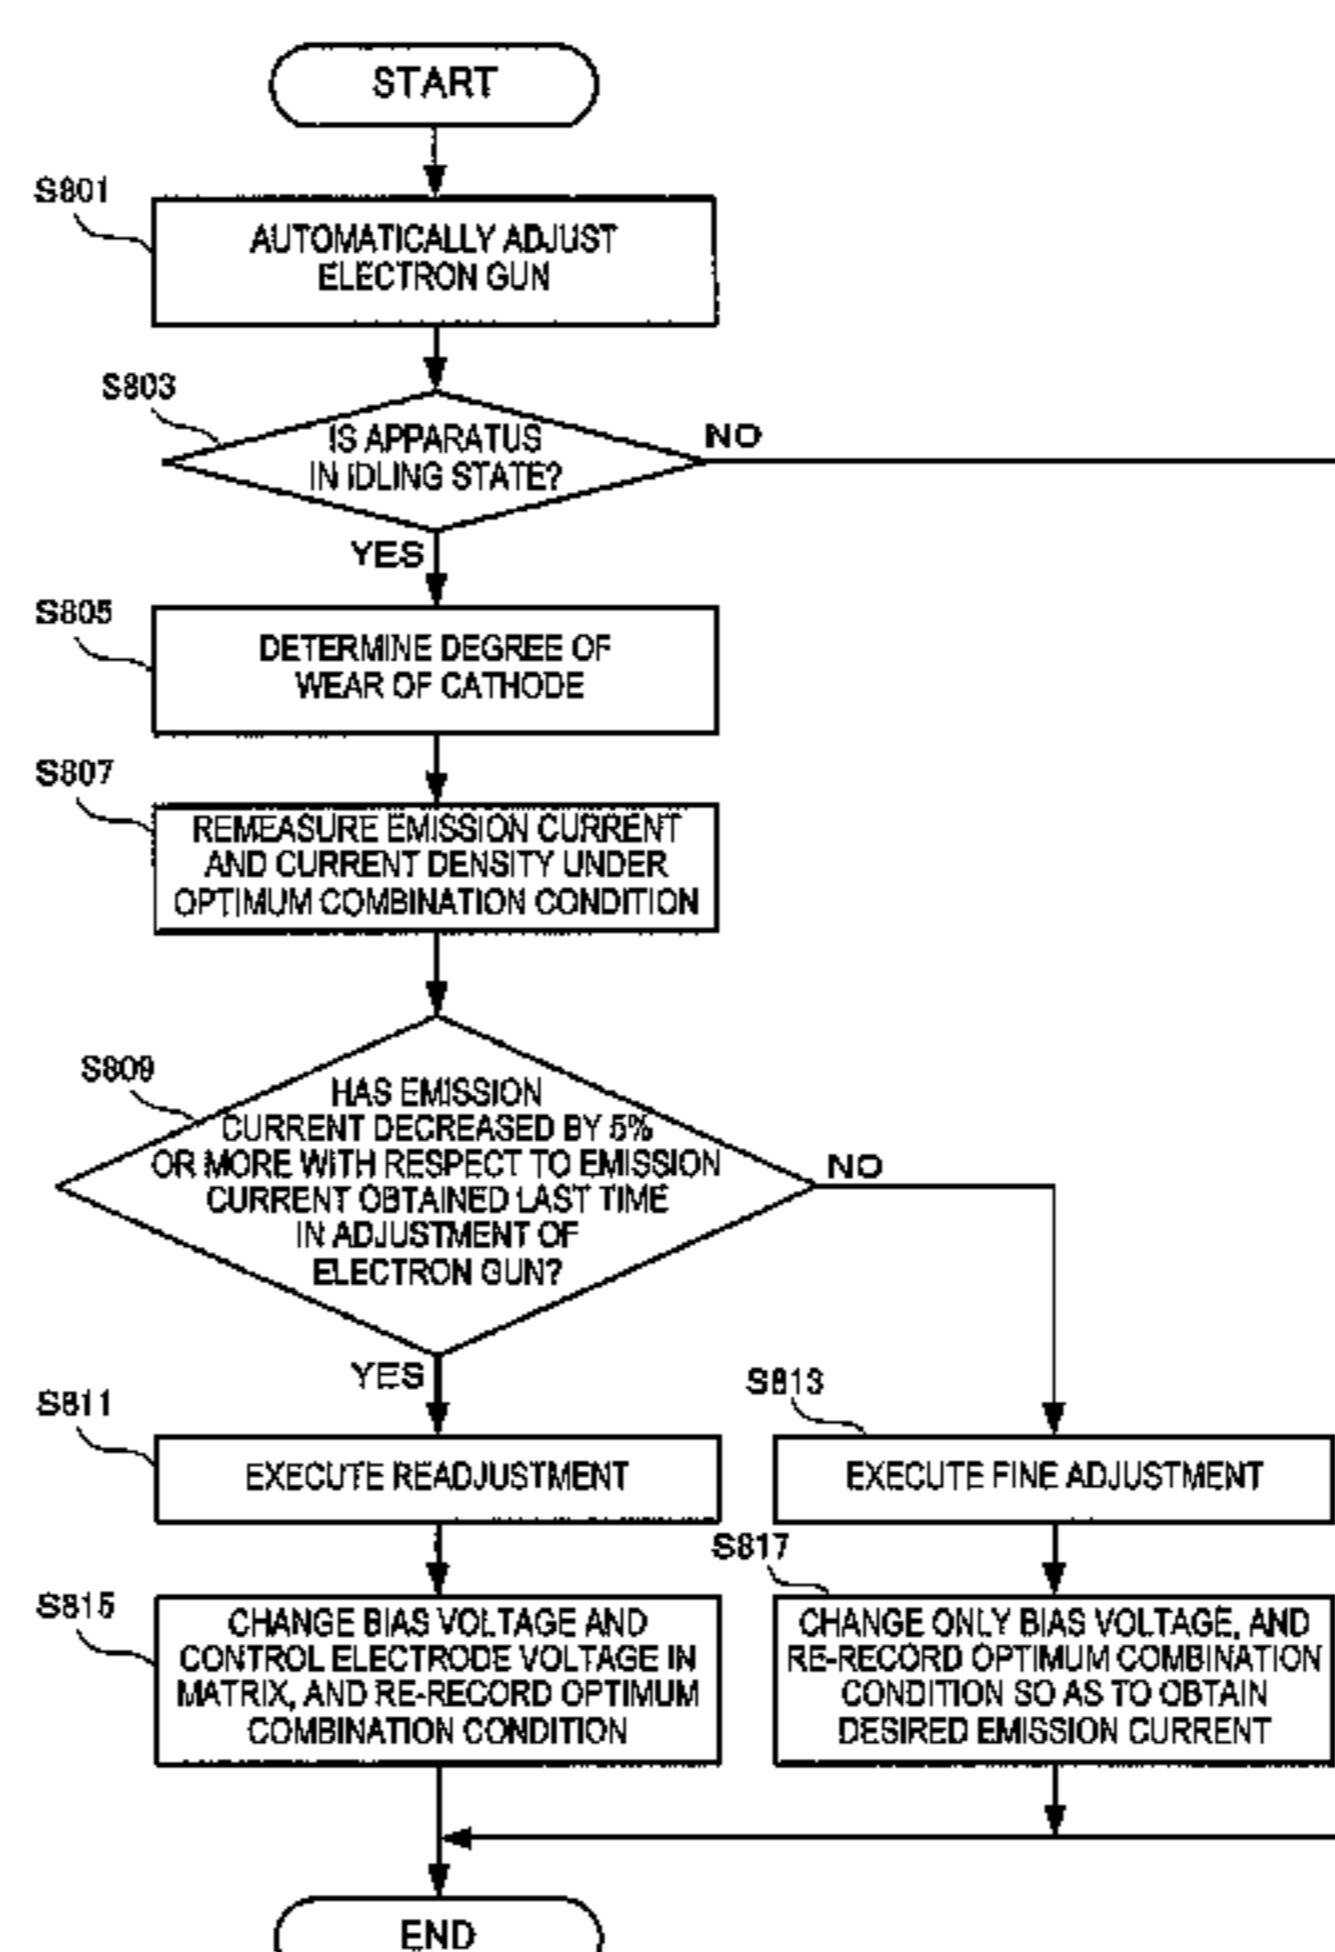 START
S801
AUTOMATICALLY ADJUST
ELECTRON GUN
S803
IS APPARATUS
IN IDLING STATE?
NO
YES
S805
DETERMINE DEGREE OF
WEAR OF CATHODE
S807
REMEASURE EMISSION CURRENT
AND CURRENT DENSITY UNDER
OPTIMUM COMBINATION CONDITION
S809
HAS EMISSION
CURRENT DECREASED BY 5%
OR MORE WITH RESPECT TO EMISSION
CURRENT OBTAINED LAST TIME
IN ADJUSTMENT OF
ELECTRON GUN?
NO
YES
S811
EXECUTE READJUSTMENT
S813
EXECUTE FINE ADJUSTMENT
S815
CHANGE BIAS VOLTAGE AND
CONTROL ELECTRODE VOLTAGE IN
MATRIX, AND RE-RECORD OPTIMUM
COMBINATION CONDITION
S817
CHANGE ONLY BIAS VOLTAGE, AND
RE-RECORD OPTIMUM COMBINATION
CONDITION SO AS TO OBTAIN
DESIRED EMISSION CURRENT
END